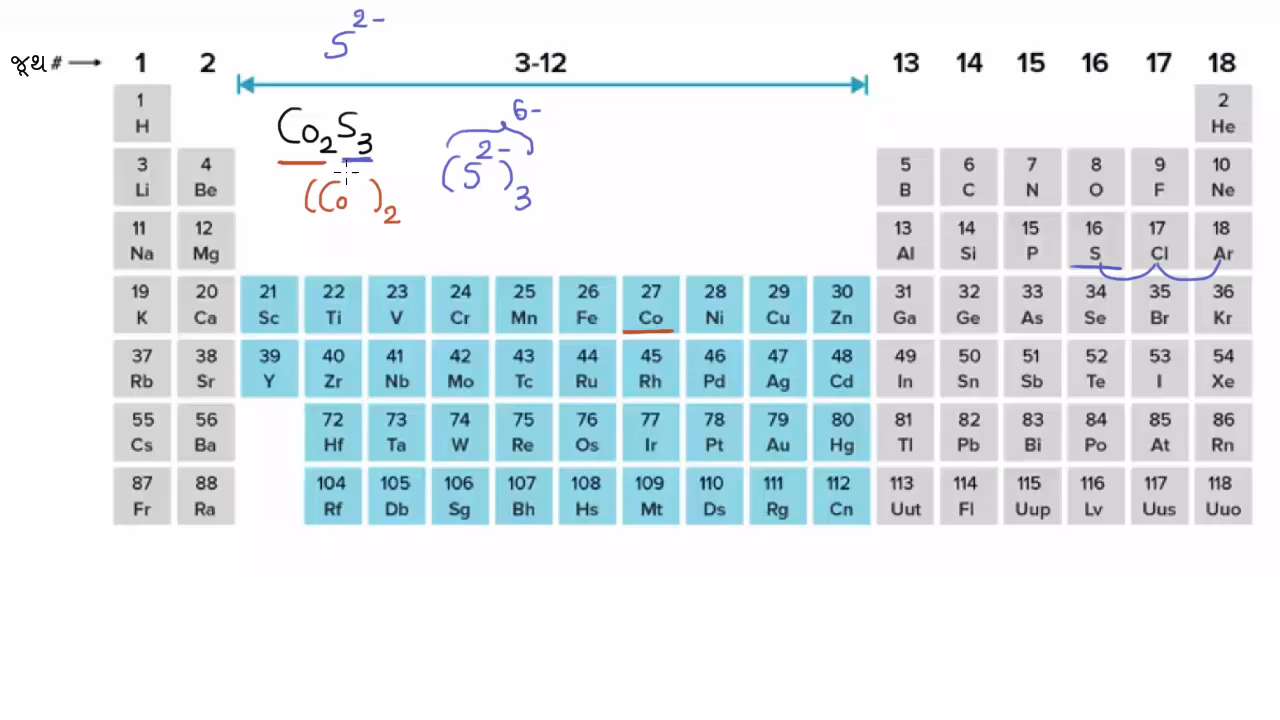 S²⁻
જૂથ # → 1 2 3-12 13 14 15 16 17 18
1 2
H He
Co₂S₃ (S²⁻)₃ 6-
(Co )₂
3 4 5 6 7 8 9 10
Li Be B C N O F Ne
11 12 13 14 15 16 17 18
Na Mg Al Si P S Cl Ar
19 20 21 22 23 24 25 26 27 28 29 30 31 32 33 34 35 36
K Ca Sc Ti V Cr Mn Fe Co Ni Cu Zn Ga Ge As Se Br Kr
37 38 39 40 41 42 43 44 45 46 47 48 49 50 51 52 53 54
Rb Sr Y Zr Nb Mo Tc Ru Rh Pd Ag Cd In Sn Sb Te I Xe
55 56 72 73 74 75 76 77 78 79 80 81 82 83 84 85 86
Cs Ba Hf Ta W Re Os Ir Pt Au Hg Tl Pb Bi Po At Rn
87 88 104 105 106 107 108 109 110 111 112 113 114 115 116 117 118
Fr Ra Rf Db Sg Bh Hs Mt Ds Rg Cn Uut Fl Uup Lv Uus Uuo